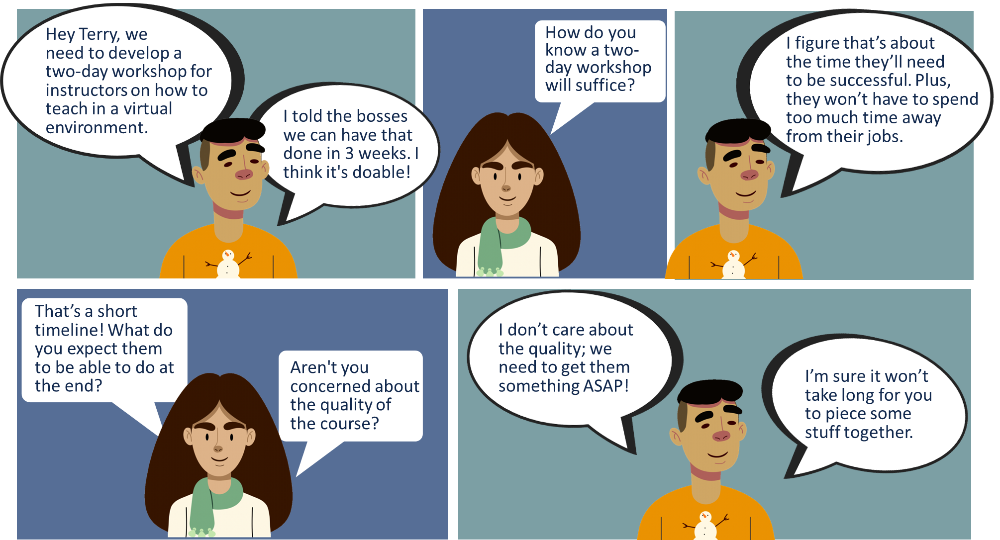 Hey Terry, we
need to develop a
two-day workshop for
instructors on how to
teach in a virtual
environment.
I told the bosses
we can have that
done in 3 weeks. I
think it's doable!
How do you
know a two-
day workshop
will suffice?
I figure that’s about
the time they’ll need
to be successful. Plus,
they won’t have to spend
too much time away
from their jobs.
That’s a short
timeline! What do
you expect them
to be able to do at
the end?
Aren't you
concerned about
the quality of
the course?
I don’t care about
the quality; we
need to get them
something ASAP!
I’m sure it won’t
take long for you
to piece some
stuff together.